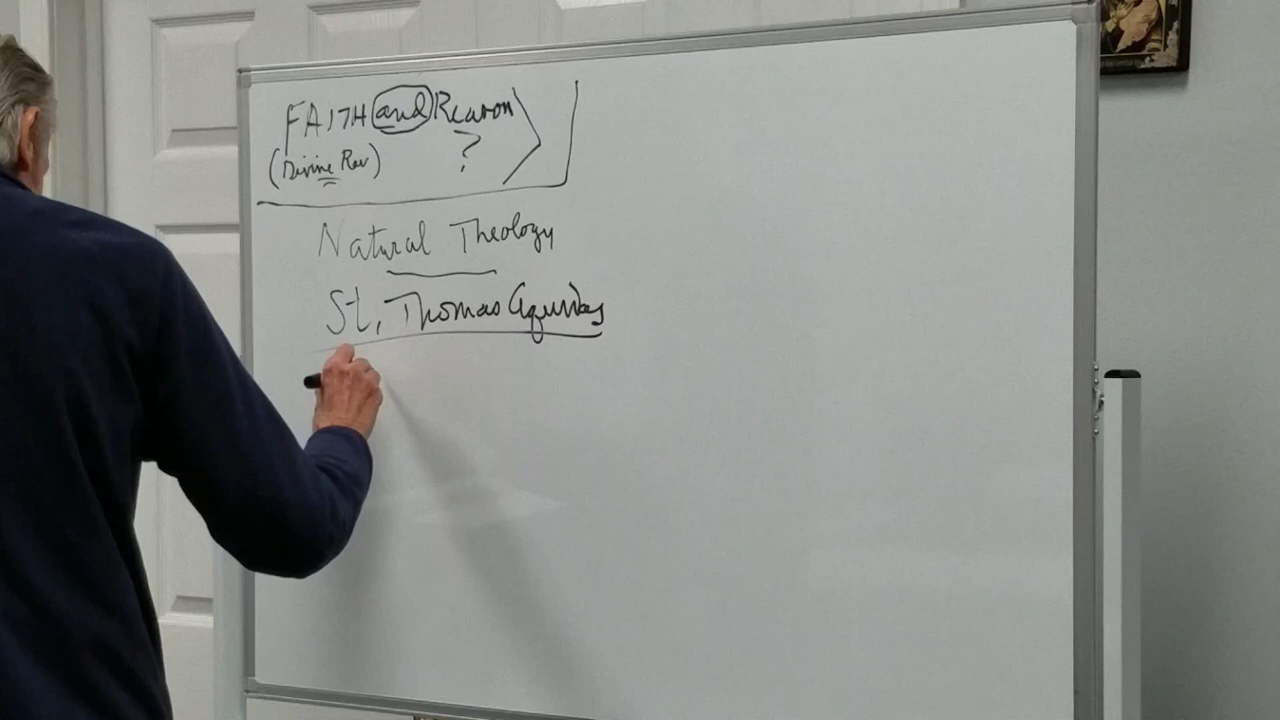 FAITH and Reason
(Divine Rev) ?
Natural Theology
St. Thomas Aquinas